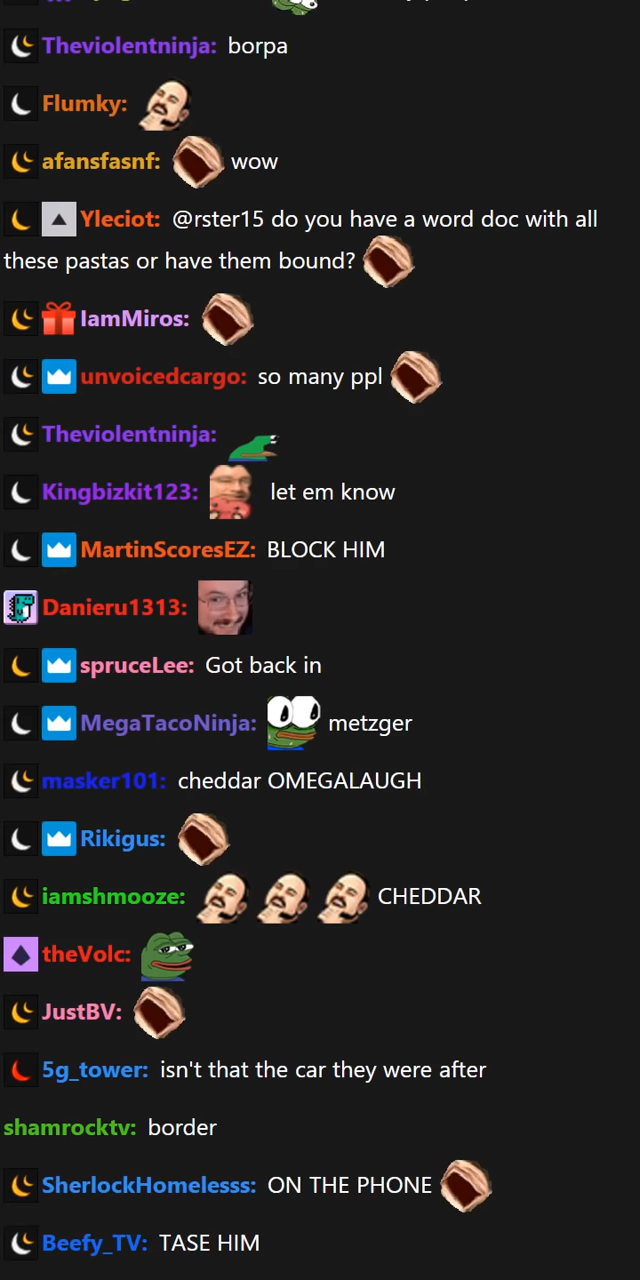 Theviolentninja: borpa
Flumky:
afansfasnf: wow
Yleciot: @rster15 do you have a word doc with all
these pastas or have them bound?
IamMiros:
unvoicedcargo: so many ppl
Theviolentninja:
Kingbizkit123: let em know
MartinScoresEZ: BLOCK HIM
Danieru1313:
spruceLee: Got back in
MegaTacoNinja: metzger
masker101: cheddar OMEGALAUGH
Rikigus:
iamshmooze: CHEDDAR
theVolc:
JustBV:
5g_tower: isn't that the car they were after
shamrocktv: border
SherlockHomelesss: ON THE PHONE
Beefy_TV: TASE HIM